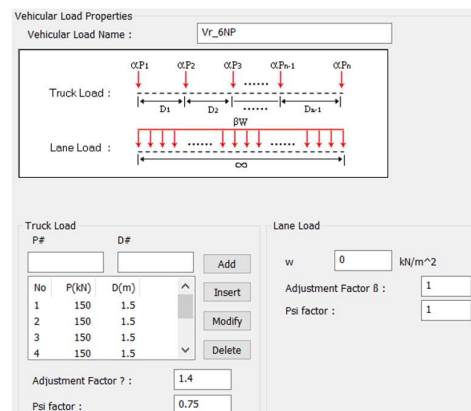 Vehicular Load Properties
Vehicular Load Name : Vr_6NP
αP1 αP2 αP3 αPn-1 αPn
Truck Load :
D1 D2 Dn-1
βW
Lane Load :
∞
Truck Load
P# D#
Add
No P(kN) D(m)
1 150 1.5
2 150 1.5
3 150 1.5
4 150 1.5
Insert
Modify
Delete
Adjustment Factor ? : 1.4
Psi factor : 0.75
Lane Load
w 0 kN/m^2
Adjustment Factor ß : 1
Psi factor : 1